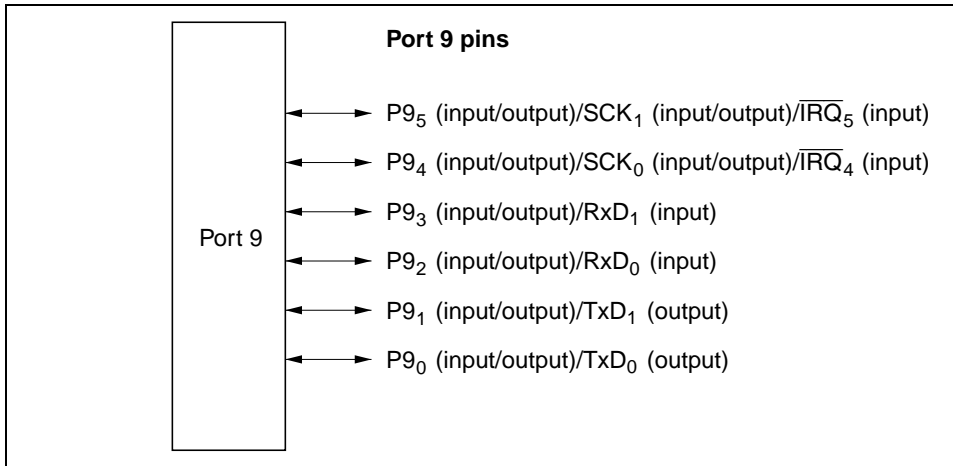 Port 9 pins
P9₅ (input/output)/SCK₁ (input/output)/I̅R̅Q̅₅ (input)
P9₄ (input/output)/SCK₀ (input/output)/I̅R̅Q̅₄ (input)
P9₃ (input/output)/RxD₁ (input)
Port 9
P9₂ (input/output)/RxD₀ (input)
P9₁ (input/output)/TxD₁ (output)
P9₀ (input/output)/TxD₀ (output)